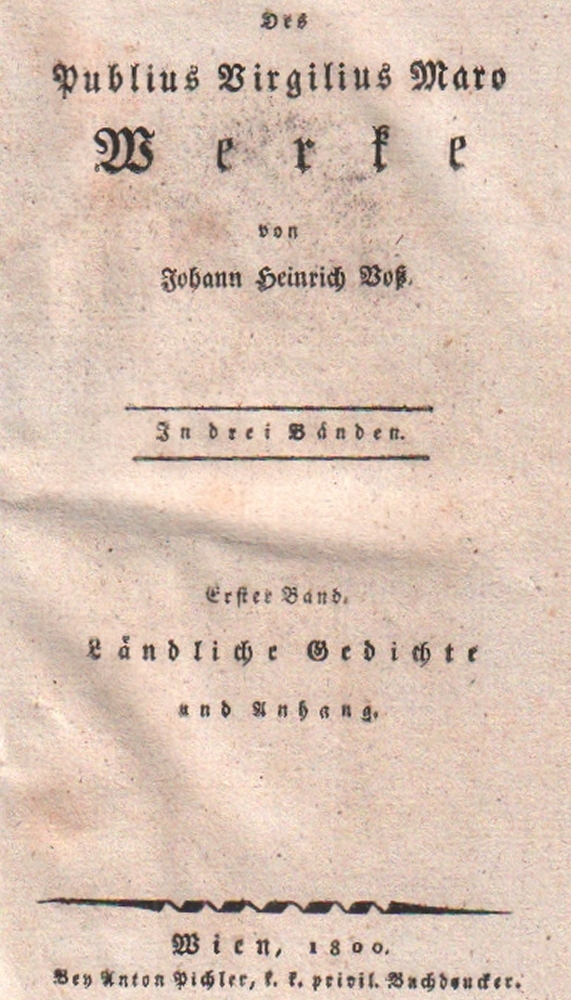 Des
Publius Virgilius Maro
Werke
von
Johann Heinrich Voß.
In drei Bänden.
Erster Band.
Ländliche Gedichte
und Anhang.
Wien, 1800.
Bey Anton Pichler, k. k. privil. Buchdrucker.